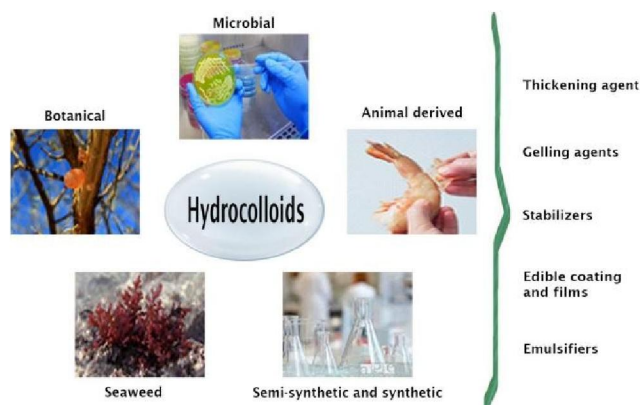 Microbial
Botanical
Animal derived
Hydrocolloids
Seaweed
Semi-synthetic and synthetic
Thickening agent
Gelling agents
Stabilizers
Edible coating
and films
Emulsifiers